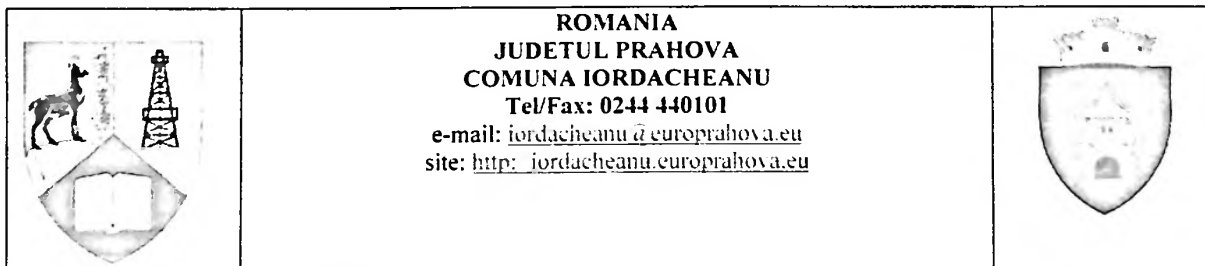 ROMANIA
JUDETUL PRAHOVA
COMUNA IORDACHEANU
Tel/Fax: 0244 440101
e-mail: iordacheanu@europrahova.eu
site: http: iordacheanu.europrahova.eu